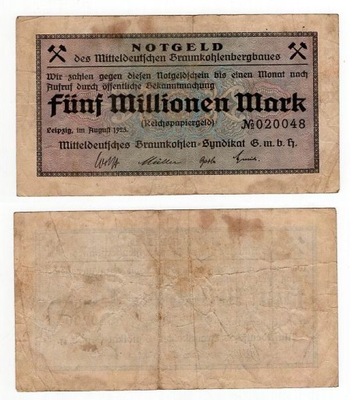 NOTGELD
des Mitteldeutschen Braunkohlenbergbaues
Wir zahlen gegen diesen Notgeldschein bis einen Monat nach
Aufruf durch öffentliche Bekanntmachung
Fünf Millionen Mark
(Reichspapiergeld)
Leipzig, im August 1923.
№020048
Mitteldeutsches Braunkohlen-Syndikat G.m.b.H.
Müller